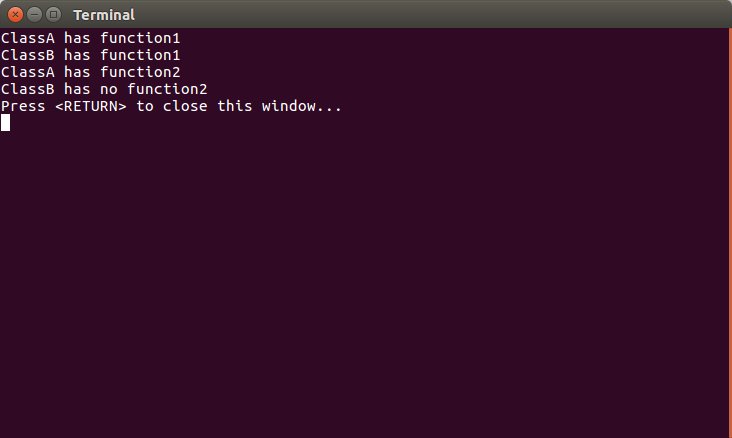 Terminal
ClassA has function1
ClassB has function1
ClassA has function2
ClassB has no function2
Press <RETURN> to close this window...